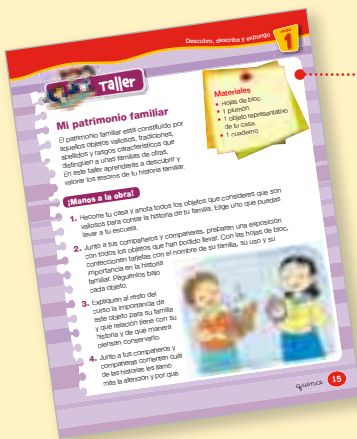 Descubro, describo y expongo
1
Taller
Materiales
• Hojas de bloc.
• 1 plumón.
• 1 objeto representativo
de tu casa.
• 1 cuaderno.
Mi patrimonio familiar
El patrimonio familiar está constituido por
aquellos objetos valiosos, tradiciones,
apellidos y rasgos característicos que
distinguen a unas familias de otras.
En este taller aprenderás a descubrir y
valorar los tesoros de tu historia familiar.
¡Manos a la obra!
1. Recorre tu casa y anota todos los objetos que consideres que son
valiosos para contar la historia de tu familia. Elige uno que puedas
llevar a tu escuela.
2. Junto a tus compañeros y compañeras, preparen una exposición
con todos los objetos que han podido llevar. Con las hojas de bloc,
confeccionen tarjetas con el nombre de su familia, su uso y su
importancia en la historia
familiar. Péguenlos bajo
cada objeto.
3. Expliquen al resto del
curso la importancia de
este objeto para su familia
y qué relación tiene con su
historia y de qué manera
piensan conservarlo.
4. Junto a tus compañeros y
compañeras comenten cuál
de las historias les llamó
más la atención y por qué.
quince 15